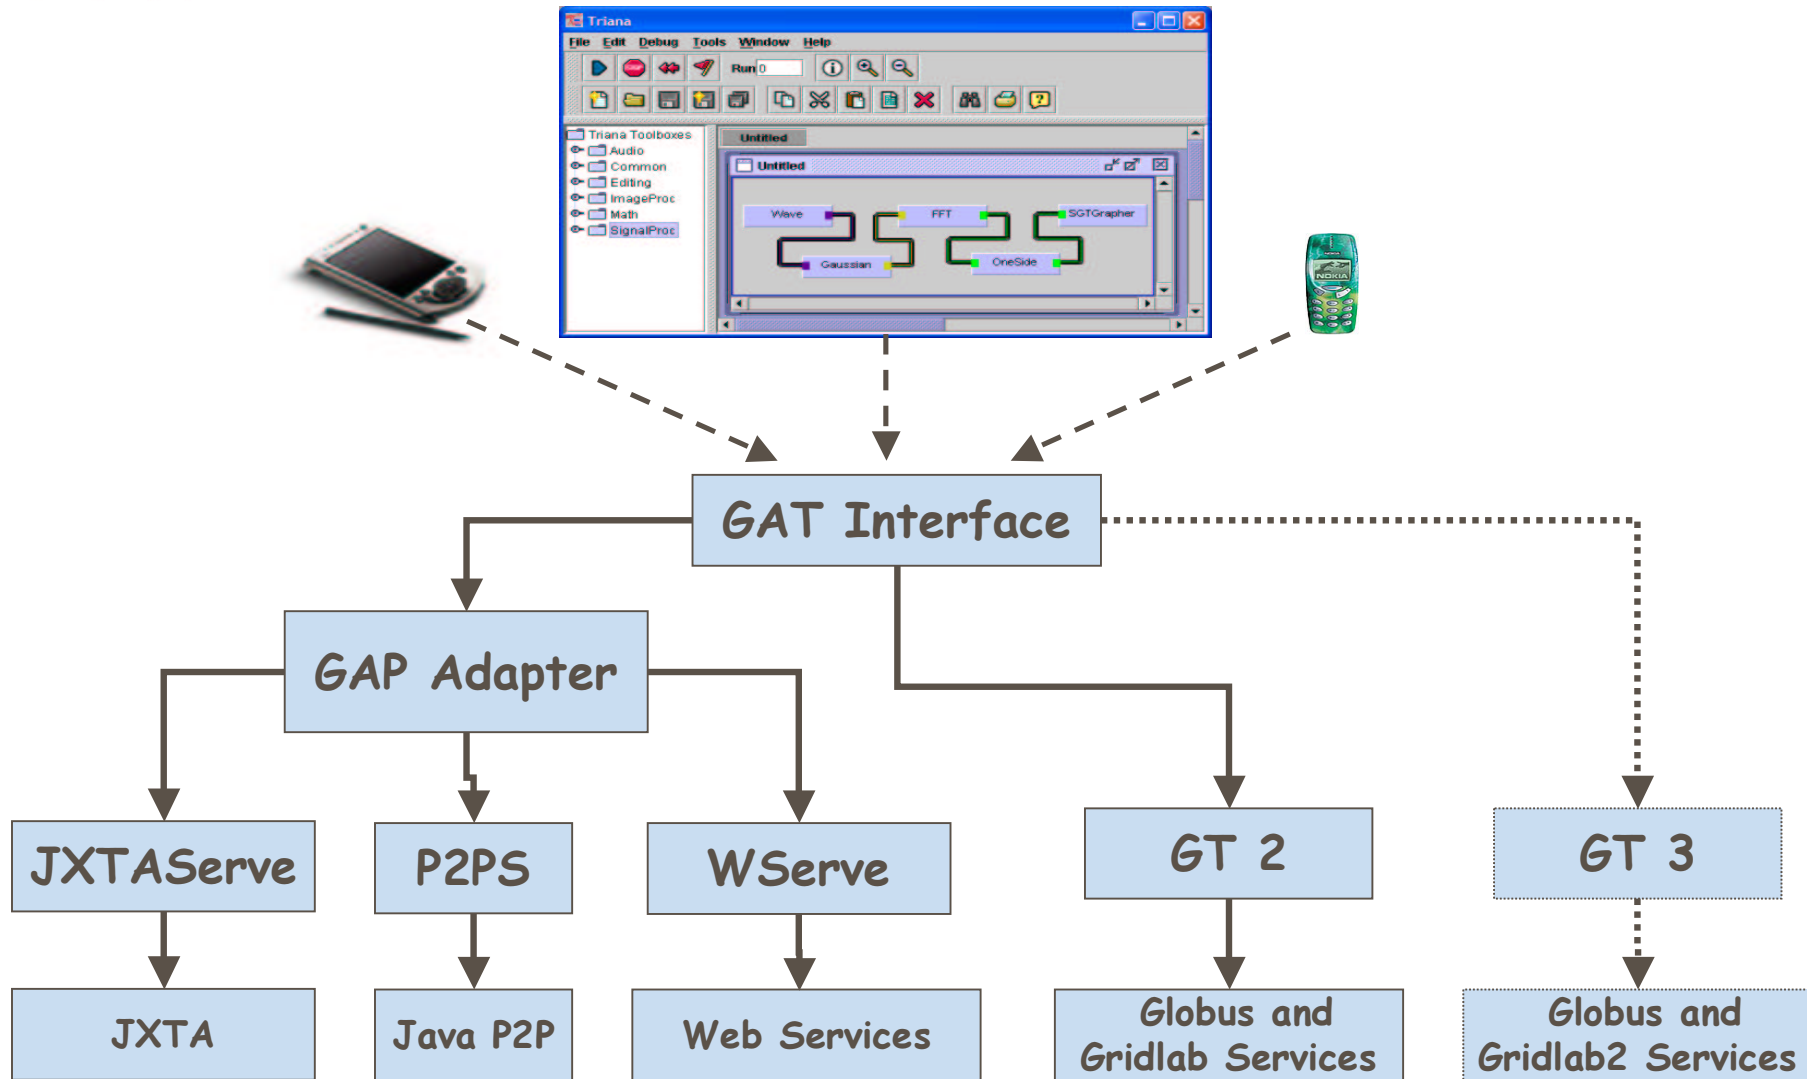 Triana
File Edit Debug Tools Window Help
Run 0
Triana Toolboxes
Audio
Common
Editing
ImageProc
Math
SignalProc
Untitled
Untitled
Wave
FFT
SGTGrapher
Gaussian
OneSide
NOKIA
GAT Interface
GAP Adapter
JXTAServe
P2PS
WServe
GT 2
GT 3
JXTA
Java P2P
Web Services
Globus and
Gridlab Services
Globus and
Gridlab2 Services